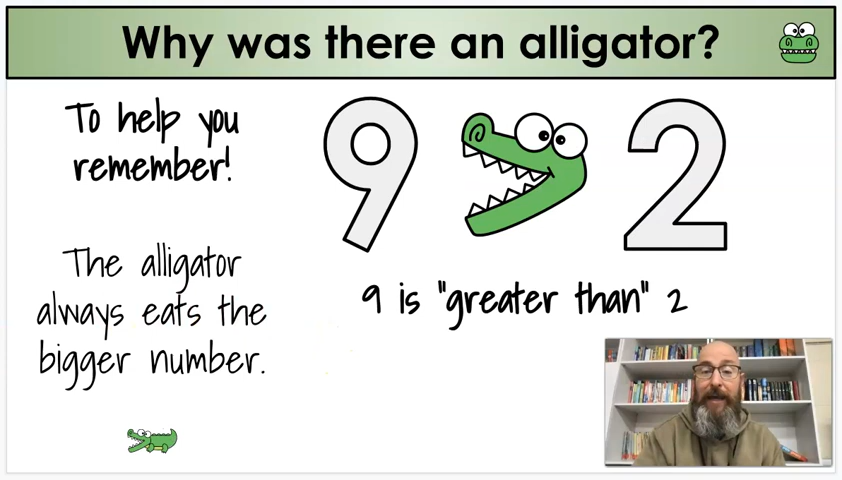 Why was there an alligator?
To help you
remember!
9 2
The alligator
always eats the
bigger number.
9 is "greater than" 2